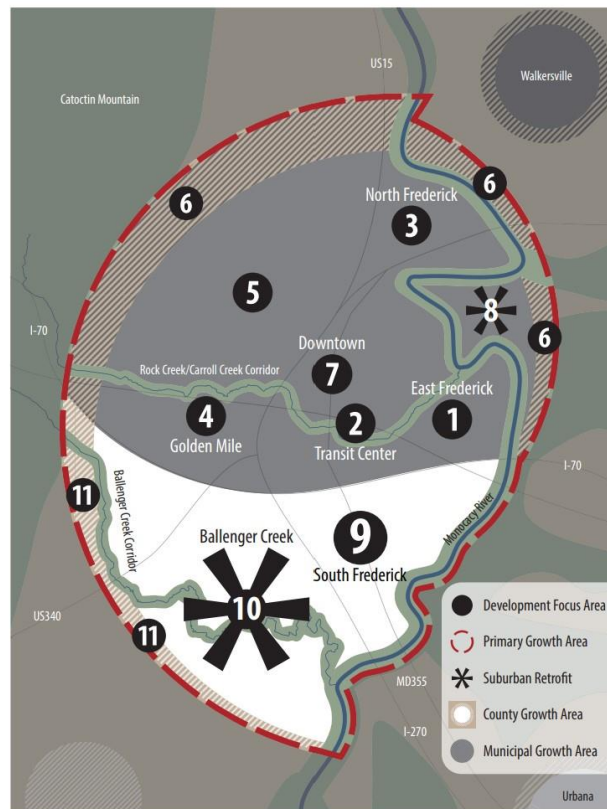 US15
Catoctin Mountain
Walkersville
6
6
North Frederick
3
5
8
I-70
Downtown
6
Rock Creek/Carroll Creek Corridor
7
East Frederick
4
2
1
Golden Mile
Transit Center
I-70
11
Ballenger Creek Corridor
Monocacy River
9
Ballenger Creek
South Frederick
10
Development Focus Area
US340
11
Primary Growth Area
MD355
Suburban Retrofit
County Growth Area
I-270
Municipal Growth Area
Urbana